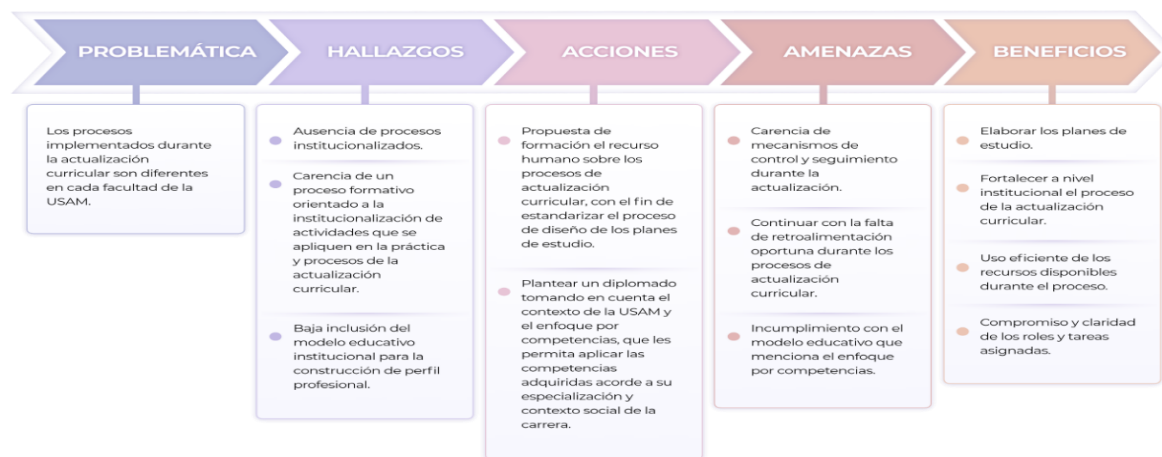 PROBLEMÁTICA
HALLAZGOS
ACCIONES
AMENAZAS
BENEFICIOS
Los procesos
implementados durante
la actualización
curricular son diferentes
en cada facultad de la
USAM.
Ausencia de procesos
institucionalizados.
Carencia de un
proceso formativo
orientado a la
institucionalización de
actividades que se
apliquen en la práctica
y procesos de la
actualización
curricular.
Baja inclusión del
modelo educativo
institucional para la
construcción de perfil
profesional.
Propuesta de
formación el recurso
humano sobre los
procesos de
actualización
curricular, con el fin de
estandarizar el proceso
de diseño de los planes
de estudio.
Plantear un diplomado
tomando en cuenta el
contexto de la USAM y
el enfoque por
competencias, que les
permita aplicar las
competencias
adquiridas acorde a su
especialización y
contexto social de la
carrera.
Carencia de
mecanismos de
control y seguimiento
durante la
actualización.
Continuar con la falta
de retroalimentación
oportuna durante los
procesos de
actualización
curricular.
Incumplimiento con el
modelo educativo que
menciona el enfoque
por competencias.
Elaborar los planes de
estudio.
Fortalecer a nivel
institucional el proceso
de la actualización
curricular.
Uso eficiente de los
recursos disponibles
durante el proceso.
Compromiso y claridad
de los roles y tareas
asignadas.